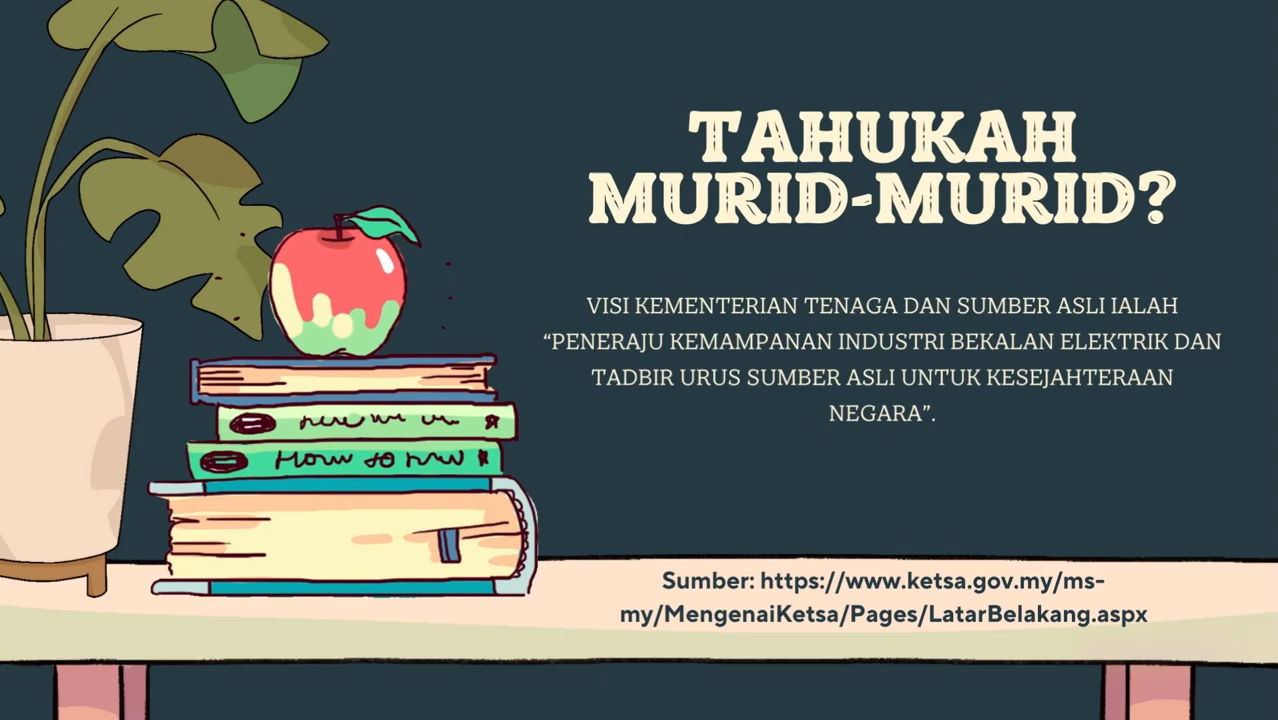 TAHUKAH
MURID-MURID?
VISI KEMENTERIAN TENAGA DAN SUMBER ASLI IALAH
“PENERAJU KEMAMPANAN INDUSTRI BEKALAN ELEKTRIK DAN
TADBIR URUS SUMBER ASLI UNTUK KESEJAHTERAAN
NEGARA”.
How to
Sumber: https://www.ketsa.gov.my/ms-
my/MengenaiKetsa/Pages/LatarBelakang.aspx